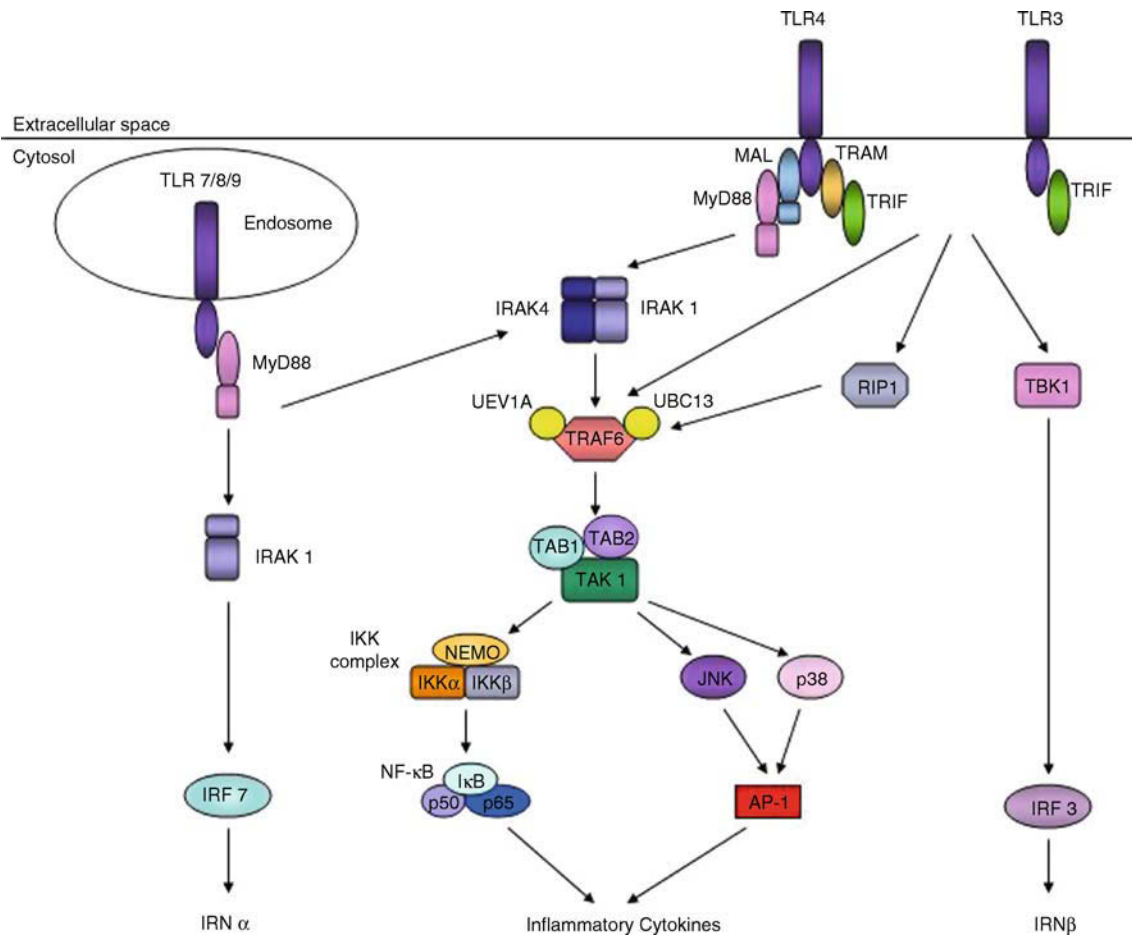 TLR4
TLR3
Extracellular space
Cytosol
TLR 7/8/9
Endosome
MAL
TRAM
MyD88
TRIF
TRIF
IRAK4
IRAK 1
MyD88
UEV1A
UBC13
RIP1
TBK1
TRAF6
TAB1
TAB2
IRAK 1
TAK 1
IKK
complex
NEMO
IKKα
IKKβ
JNK
p38
NF-κB
IκB
IRF 7
p50
p65
AP-1
IRF 3
IRN α
Inflammatory Cytokines
IRNβ